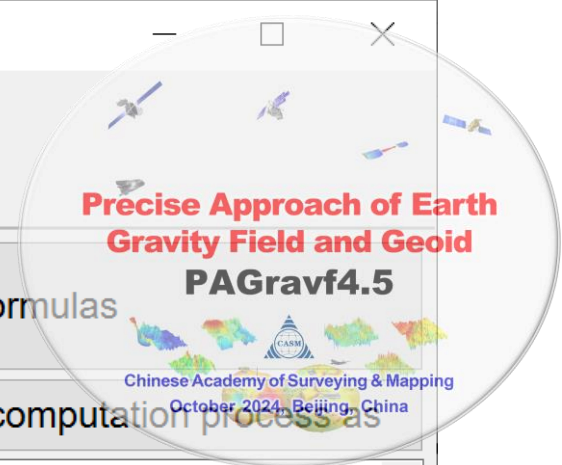 Precise Approach of Earth
Gravity Field and Geoid
PAGravf4.5
ormulas
CASM
Chinese Academy of Surveying & Mapping
October 2024, Beijing, China
computation process as